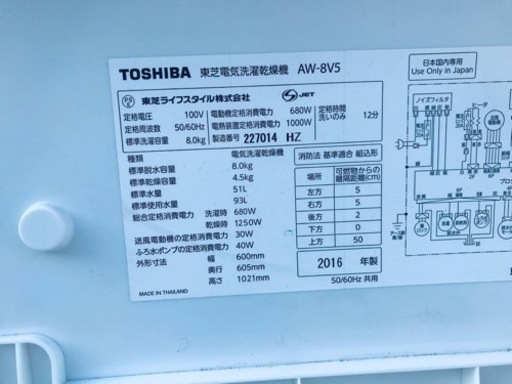 TOSHIBA 東芝電気洗濯乾燥機 AW-8V5
東芝ライフスタイル株式会社 S-JET
定格電圧 100V 電動機定格消費電力 680W 定格時間 12分
定格周波数 50/60Hz 電熱装置定格消費電力 1000W 洗いのみ
標準洗濯容量 8.0kg 製造番号 227014 HZ
種類 電気洗濯乾燥機
標準脱水容量 8.0kg
標準乾燥容量 4.5kg
標準水量 51L
標準使用水量 93L
総合定格消費電力 洗濯時 680W
乾燥時 1250W
送風電動機の定格消費電力 30W
ふろ水ポンプの定格消費電力 40W
外形寸法 幅 600mm
奥行 605mm
高さ 1021mm
MADE IN THAILAND
消防法 基準適合 組込形
場所 可燃物からの離隔距離(cm)
左方 5
右方 5
後方 2
下方 0
上方 50
2016 年製
50/60Hz 共用
日本国内専用
Use Only in Japan
ノイズフィルタ ヒータ